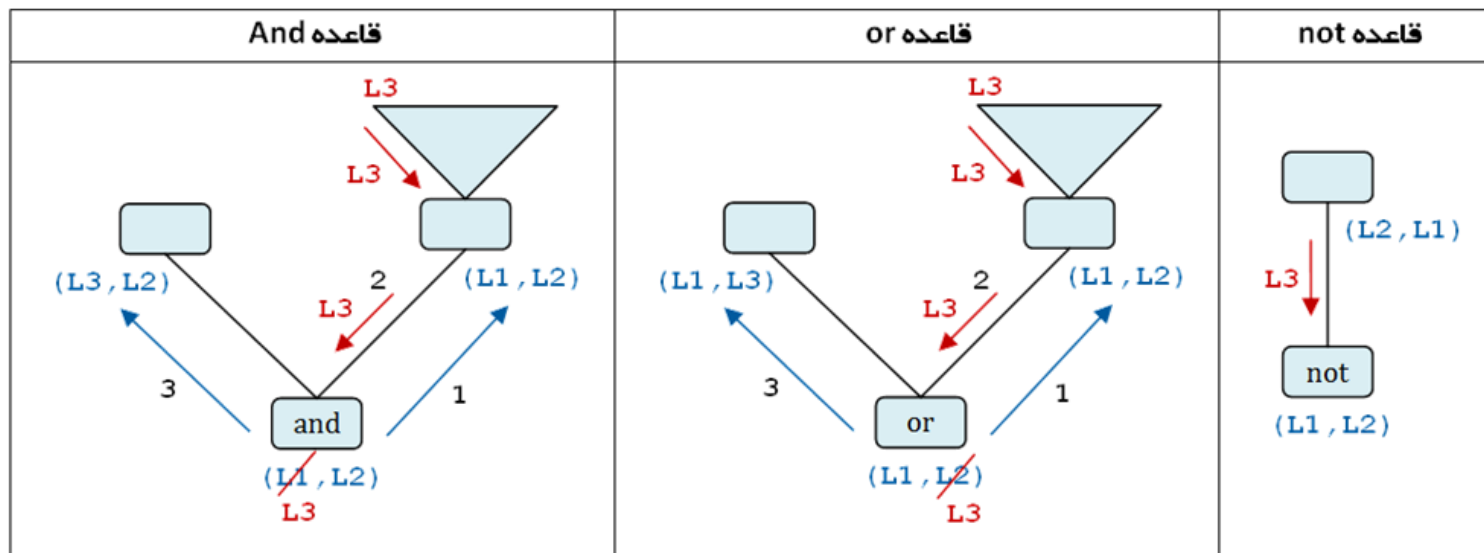 قاعده And
قاعده or
قاعده not
L3
L3
(L3,L2)
2
L3
(L1,L2)
3
1
and
(L1,L2)
L3
L3
L3
(L1,L3)
2
L3
(L1,L2)
3
1
or
(L1,L2)
L3
(L2,L1)
L3
not
(L1,L2)